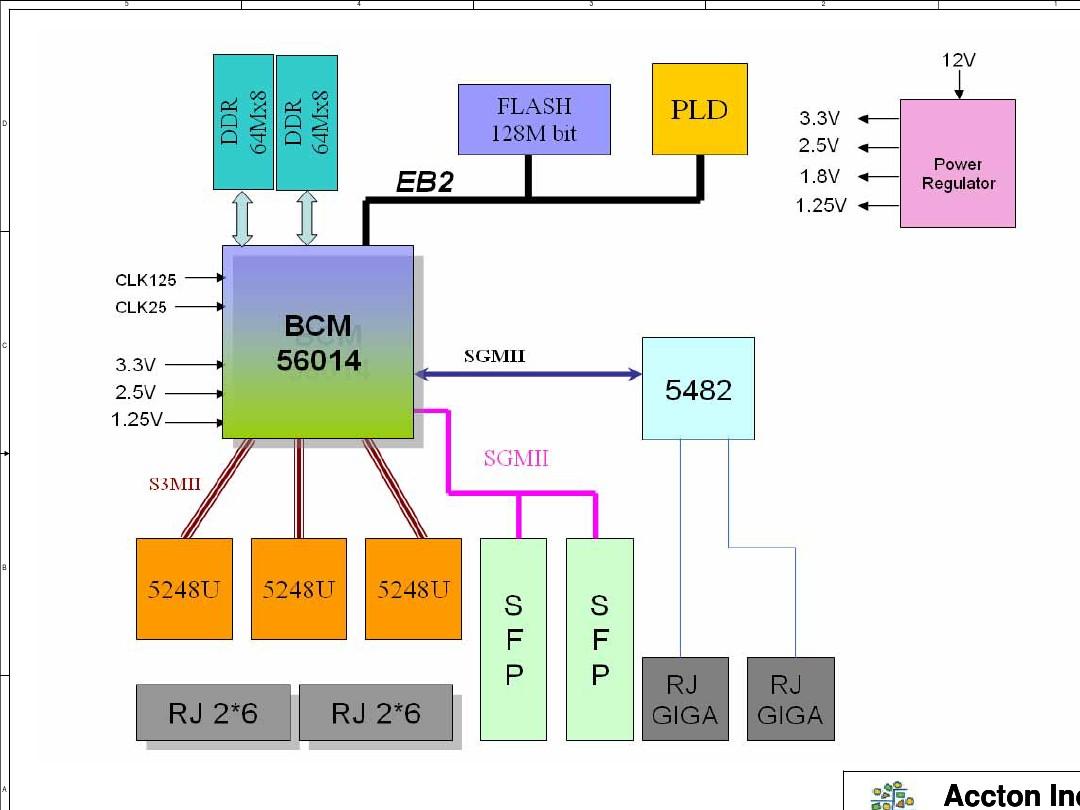 5
4
3
2
1
D
C
B
A
DDR
64Mx8
DDR
64Mx8
FLASH
128M bit
PLD
12V
3.3V
2.5V
1.8V
1.25V
Power
Regulator
EB2
CLK125
CLK25
3.3V
2.5V
1.25V
BCM
56014
SGMII
5482
S3MII
SGMII
5248U
5248U
5248U
S
F
P
S
F
P
RJ
GIGA
RJ
GIGA
RJ 2*6
RJ 2*6
Accton Inc